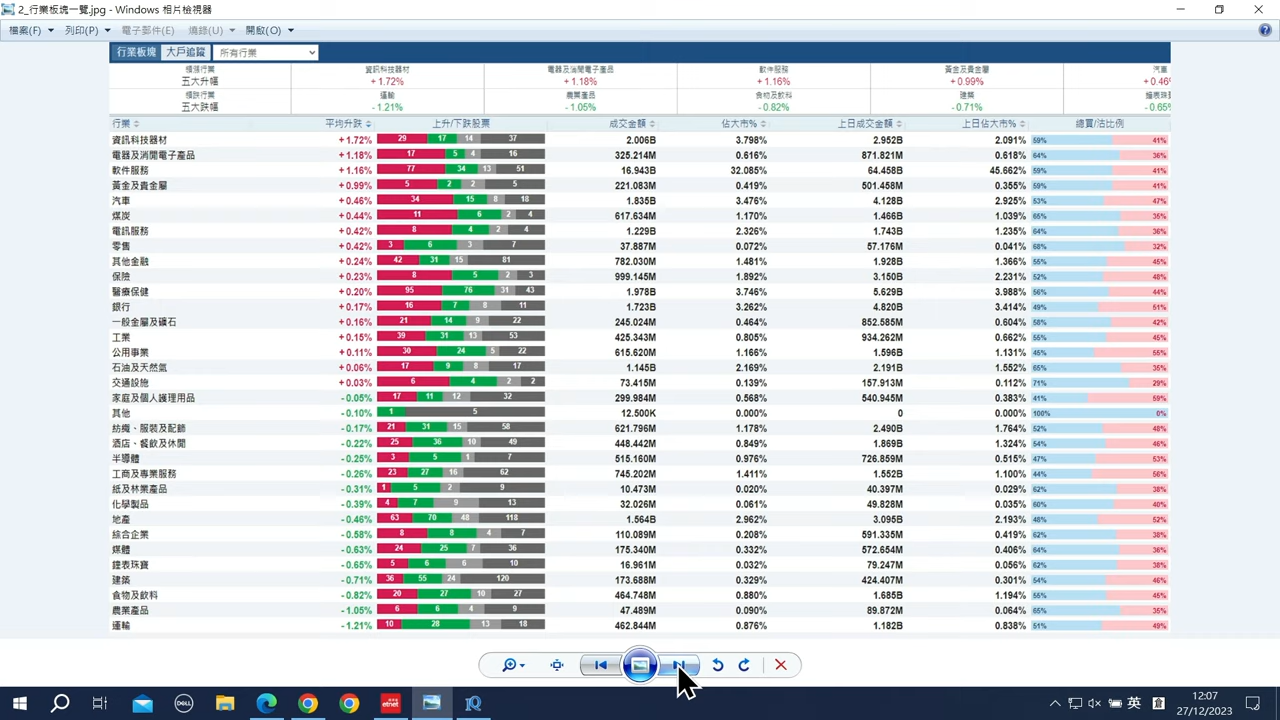 2_行業板塊一覽.jpg - Windows 相片檢視器
檔案(F) 列印(P) 電子郵件(E) 燒錄(U) 開啟(O)
行業板塊 大戶追蹤 所有行業
領漲行業 資訊科技器材 電器及消閒電子產品 軟件服務 黃金及貴金屬 汽車
五大升幅 +1.72% +1.18% +1.16% +0.99% +0.46
領跌行業 運輸 農業產品 食物及飲料 建築 鐘表珠
五大跌幅 -1.21% -1.05% -0.82% -0.71% -0.65
行業 平均升跌 上升/下跌股票 成交金額 佔大市% 上日成交金額 上日佔大市% 總買/沽比例
資訊科技器材 +1.72% 29 17 14 37 2.006B 3.798% 2.952B 2.091% 59% 41%
電器及消閒電子產品 +1.18% 17 5 4 16 325.214M 0.616% 871.821M 0.618% 64% 36%
軟件服務 +1.16% 77 34 13 51 16.943B 32.085% 64.458B 45.662% 59% 41%
黃金及貴金屬 +0.99% 5 2 2 5 221.083M 0.419% 501.458M 0.355% 59% 41%
汽車 +0.46% 34 15 8 18 1.835B 3.476% 4.128B 2.925% 53% 47%
煤炭 +0.44% 11 6 2 4 617.634M 1.170% 1.466B 1.039% 65% 35%
電訊服務 +0.42% 8 4 2 4 1.229B 2.326% 1.743B 1.235% 64% 36%
零售 +0.42% 3 6 3 7 37.887M 0.072% 57.176M 0.041% 68% 32%
其他金融 +0.24% 42 31 15 81 782.030M 1.481% 1.928B 1.366% 55% 45%
保險 +0.23% 8 5 2 3 999.145M 1.892% 3.150B 2.231% 52% 48%
醫療保健 +0.20% 95 76 31 43 1.978B 3.746% 5.629B 3.988% 56% 44%
銀行 +0.17% 16 7 8 11 1.723B 3.262% 4.820B 3.414% 49% 51%
一般金屬及礦石 +0.16% 21 14 9 22 245.024M 0.464% 852.585M 0.604% 58% 42%
工業 +0.15% 39 31 13 53 425.343M 0.805% 934.262M 0.662% 55% 45%
公用事業 +0.11% 30 24 5 22 615.620M 1.166% 1.596B 1.131% 45% 55%
石油及天然氣 +0.06% 17 9 8 17 1.145B 2.169% 2.191B 1.552% 65% 35%
交通設施 +0.03% 6 4 2 2 73.415M 0.139% 157.913M 0.112% 71% 29%
家庭及個人護理用品 -0.05% 17 11 12 32 299.984M 0.568% 540.945M 0.383% 41% 59%
其他 -0.10% 1 5 12.500K 0.000% 0 0.000% 100% 0%
紡織、服裝及配飾 -0.17% 21 31 15 58 621.796M 1.178% 2.490B 1.764% 52% 48%
酒店、餐飲及休閒 -0.22% 25 36 10 49 448.442M 0.849% 1.869B 1.324% 54% 46%
半導體 -0.25% 3 5 1 7 515.160M 0.976% 726.859M 0.515% 47% 53%
工商及專業服務 -0.26% 23 27 16 62 745.202M 1.411% 1.552B 1.100% 44% 56%
紙及林業產品 -0.31% 1 5 2 9 10.473M 0.020% 40.397M 0.029% 62% 38%
化學製品 -0.39% 4 7 9 13 32.026M 0.061% 49.828M 0.035% 60% 40%
地產 -0.46% 63 70 48 118 1.564B 2.962% 3.095B 2.193% 48% 52%
綜合企業 -0.58% 8 8 4 7 110.089M 0.208% 591.335M 0.419% 62% 38%
媒體 -0.63% 24 25 7 36 175.340M 0.332% 572.654M 0.406% 64% 36%
鐘表珠寶 -0.65% 5 6 6 10 16.961M 0.032% 79.247M 0.056% 62% 38%
建築 -0.71% 36 55 24 120 173.688M 0.329% 424.407M 0.301% 54% 46%
食物及飲料 -0.82% 20 27 10 27 464.748M 0.880% 1.685B 1.194% 55% 45%
農業產品 -1.05% 6 6 4 9 47.489M 0.090% 89.872M 0.064% 65% 35%
運輸 -1.21% 10 28 13 18 462.844M 0.876% 1.182B 0.838% 51% 49%
DELL etnet IQ 英 倉 12:07
27/12/2023